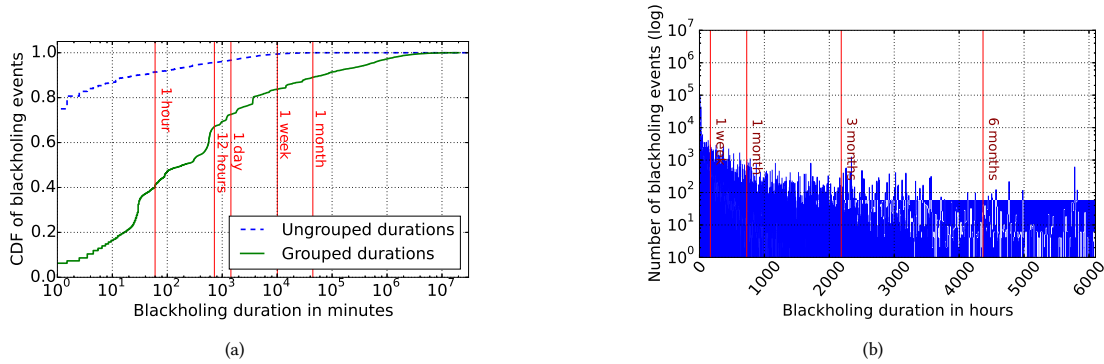 CDF of blackholing events
1.0
0.8
0.6
0.4
0.2
0.0
1 hour
12 hours
1 day
1 week
1 month
Ungrouped durations
Grouped durations
10^0 10^1 10^2 10^3 10^4 10^5 10^6 10^7
Blackholing duration in minutes
(a)
Number of blackholing events (log)
10^7
10^6
10^5
10^4
10^3
10^2
10^1
10^0
1 week
1 month
3 months
6 months
0 1000 2000 3000 4000 5000 6000
Blackholing duration in hours
(b)